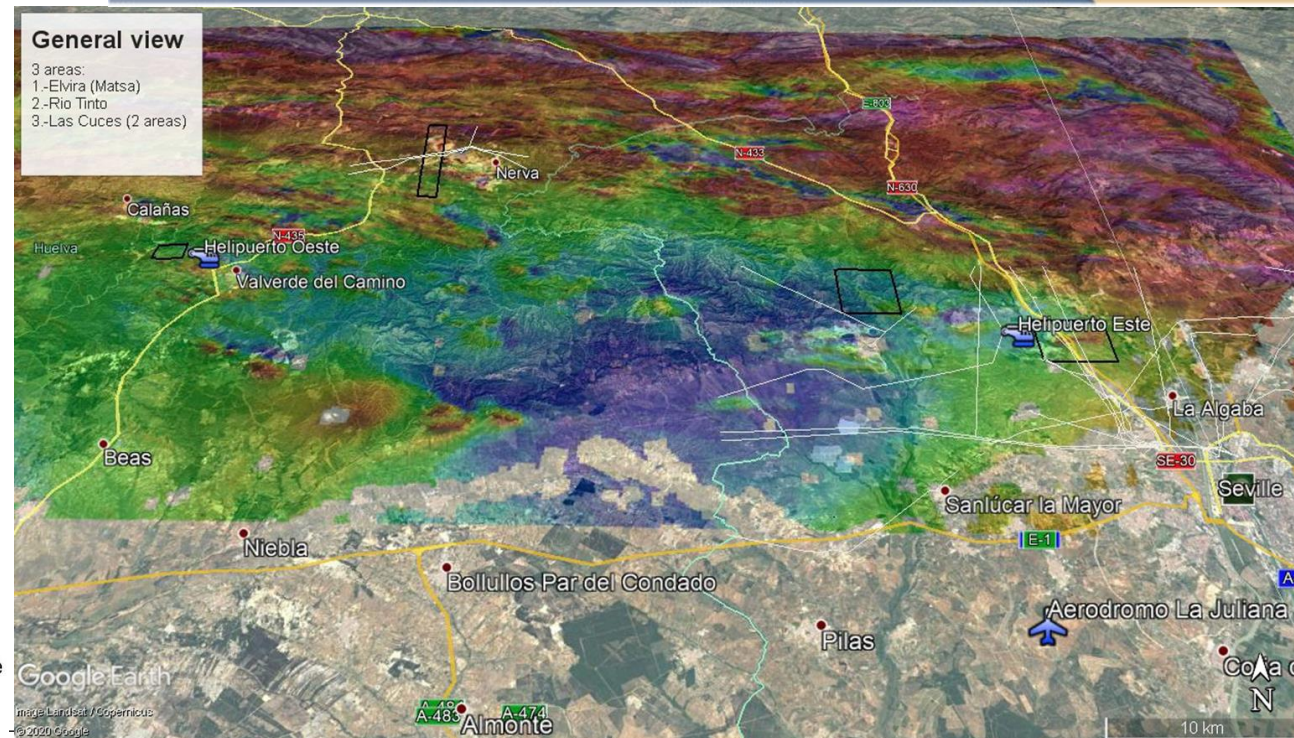 General view
3 areas:
1.-Elvira (Matsa)
2.-Rio Tinto
3.-Las Cuces (2 areas)
E-803
N-433
Nerva
N-630
Calañas
N-435
Huelva
Helipuerto Oeste
Valverde del Camino
Helipuerto Este
La Algaba
Beas
SE-30
Seville
Sanlúcar la Mayor
Niebla
E-1
Bollullos Par del Condado
A
Aerodromo La Juliana
Pilas
e
Google Earth
N
Image Landsat / Copernicus
A-483
A-474
Almonte
10 km
© 2020 Google